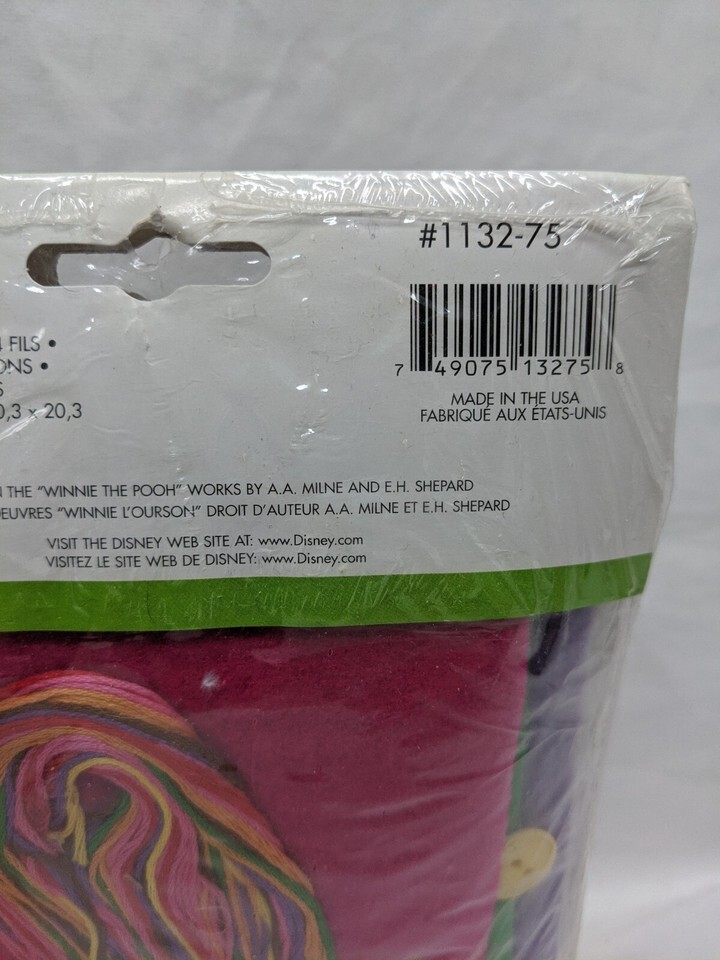 #1132-75
7 49075 13275 8
MADE IN THE USA
FABRIQUÉ AUX ÉTATS-UNIS
FILS •
ONS •
S
0,3 x 20,3
THE "WINNIE THE POOH" WORKS BY A.A. MILNE AND E.H. SHEPARD
EUVRES "WINNIE L'OURSON" DROIT D'AUTEUR A.A. MILNE ET E.H. SHEPARD
VISIT THE DISNEY WEB SITE AT: www.Disney.com
VISITEZ LE SITE WEB DE DISNEY: www.Disney.com